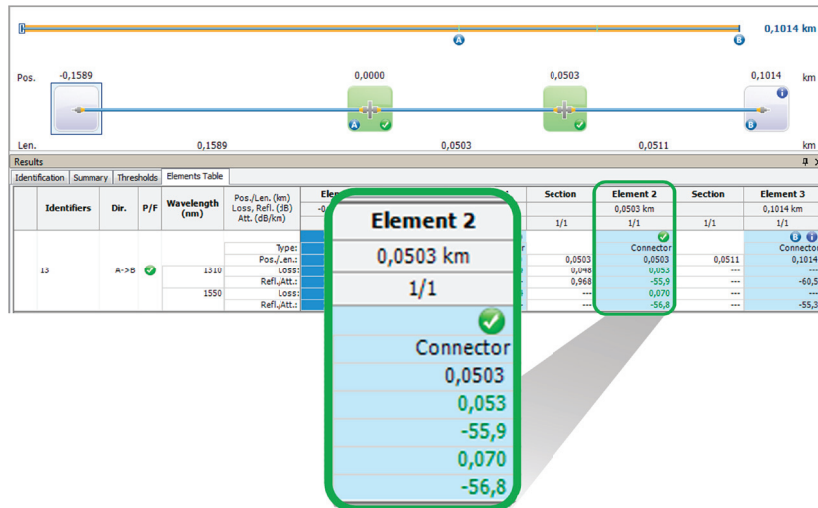 0,1014 km
A
B
Pos. -0,1589 0,0000 0,0503 0,1014 km
A B
Len. 0,1589 0,0503 0,0511 km
Results
Identification Summary Thresholds Elements Table
Identifiers Dir. P/F Wavelength (nm) Pos./Len. (km) Loss, Refl. (dB) Att. (dB/km) Section Element 2 Section Element 3
0,0503 km 0,1014 km
1/1 1/1 1/1 1/1
B
Type: Connector Connector
Pos./Len.: 0,0503 0,0503 0,0511 0,1014
13 A->B 1310 Loss: 0,048 0,053 --- ---
Refl./Att.: 0,968 -55,9 --- -60,5
1550 Loss: --- 0,070 --- ---
Refl./Att.: --- -56,8 --- -55,3
Element 2
0,0503 km
1/1
Connector
0,0503
0,053
-55,9
0,070
-56,8